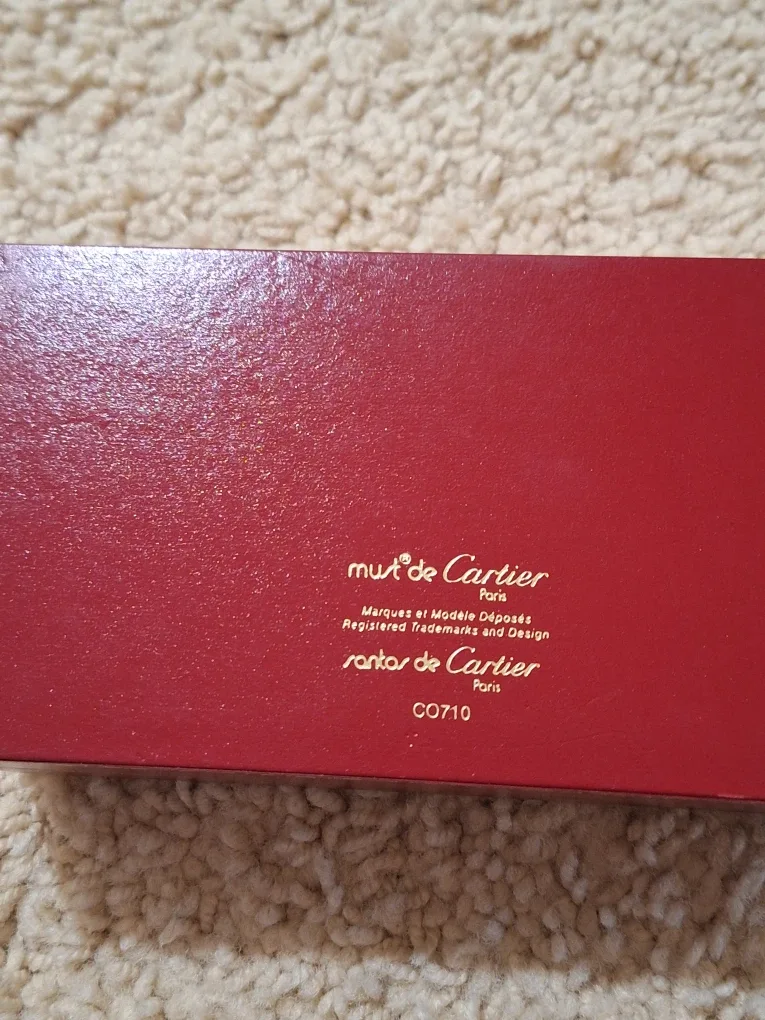 must® de Cartier
Paris
Marques et Modèle Déposés
Registered Trademarks and Design
santos de Cartier
Paris
CO710